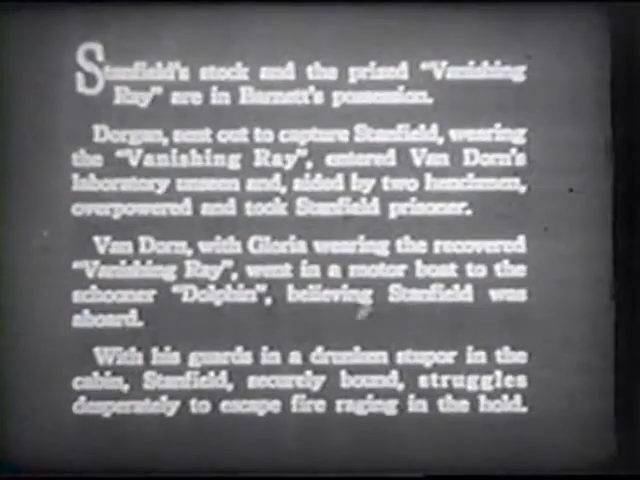 Stanfield's stock and the prized "Vanishing
Ray" are in Barnett's possession.
Dorgan, sent out to capture Stanfield, wearing
the "Vanishing Ray", entered Van Dorn's
laboratory unseen and, aided by two henchmen,
overpowered and took Stanfield prisoner.
Van Dorn, with Gloria wearing the recovered
"Vanishing Ray", went in a motor boat to the
schooner "Dolphin", believing Stanfield was
aboard.
With his guards in a drunken stupor in the
cabin, Stanfield, securely bound, struggles
desperately to escape fire raging in the hold.